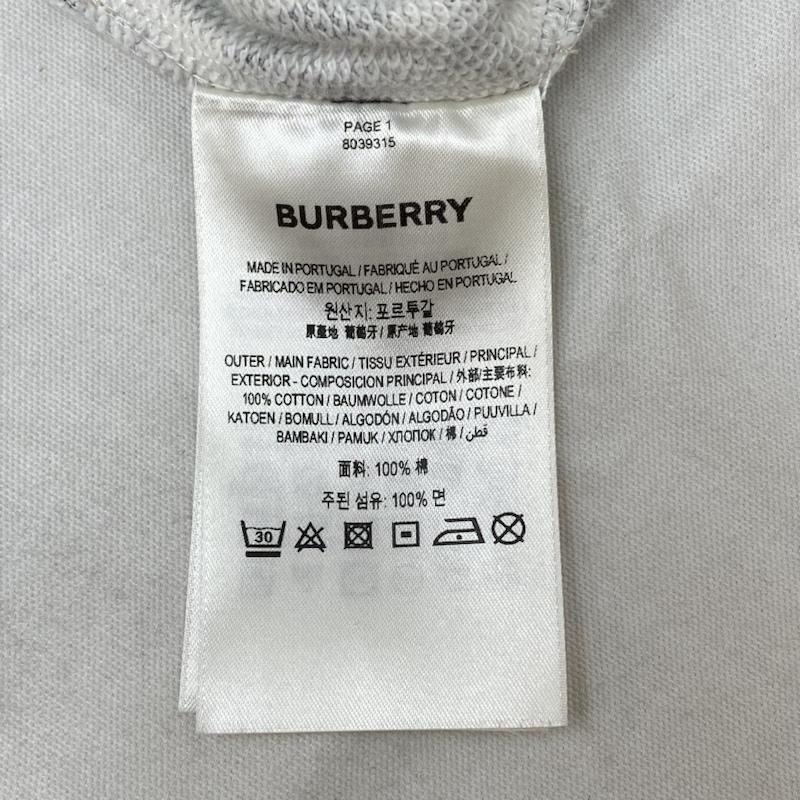 PAGE 1
8039315
BURBERRY
MADE IN PORTUGAL / FABRIQUÉ AU PORTUGAL /
FABRICADO EM PORTUGAL / HECHO EN PORTUGAL
원산지: 포르투갈
原產地 葡萄牙 / 原产地 葡萄牙
OUTER / MAIN FABRIC / TISSU EXTÉRIEUR / PRINCIPAL /
EXTERIOR - COMPOSICION PRINCIPAL / 外部/主要布料:
100% COTTON / BAUMWOLLE / COTON / COTONE /
KATOEN / BOMULL / ALGODÓN / ALGODÃO / PUUVILLA /
BAMBAKI / PAMUK / ХЛОПОК / 棉 / قطن
面料: 100% 棉
주된 섬유: 100% 면
30